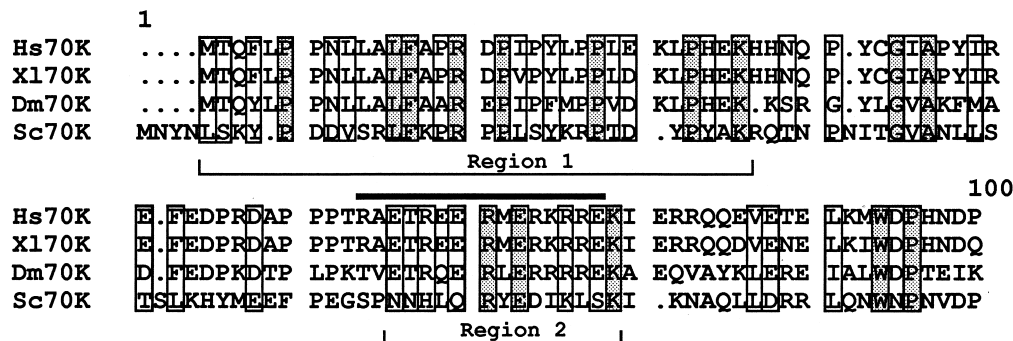 1
Hs70K ....MTQFLP PNLLALFAPR DPIPYLPPLE KLPHEKHHNQ P.YCGIAPYIR
Xl70K ....MTQFLP PNLLALFAPR DPVPYLPPLD KLPHEKHHNQ P.YCGIAPYIR
Dm70K ....MTQYLP PNLLALFAAR EPIPFMPPVD KLPHEK.KSR G.YLGVAKFMA
Sc70K MNYNLSKY.P DDVSRLFKPR PPLSYKRPTD .YPYAKRQTN PNITGVANLLS
Region 1
100
Hs70K E.FEDPRDAP PPTRAETREE RMERKRREKI ERRQQEVETE LKMWDPHNDP
Xl70K E.FEDPRDAP PPTRAETREE RMERKRREKI ERRQQDVENE LKIWDPHNDQ
Dm70K D.FEDPKDTP LPKTVETRQE RLERRRREKA EQVAYKLERE IALWDPTEIK
Sc70K TSLKHYMEEF PEGSPNNHLQ RYEDIKLSKI .KNAQLLDRR LQNWNPNVDP
Region 2